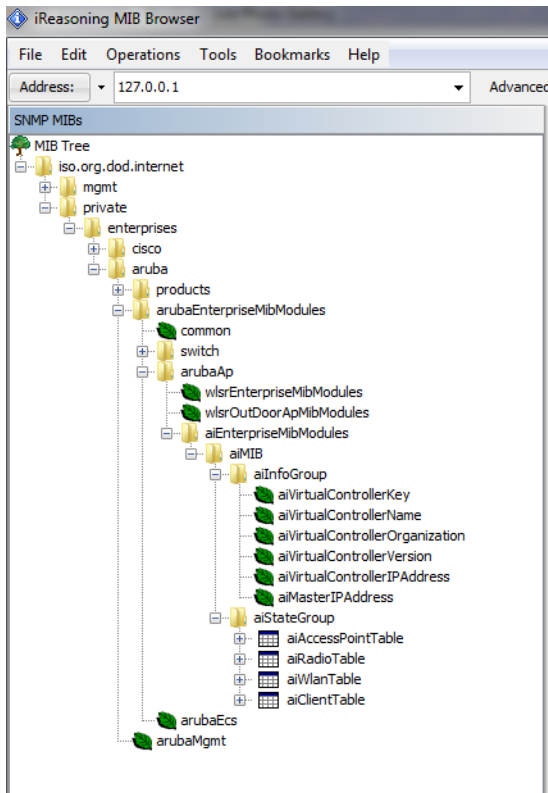 iReasoning MIB Browser
File Edit Operations Tools Bookmarks Help
Address: 127.0.0.1 Advanced
SNMP MIBs
MIB Tree
iso.org.dod.internet
mgmt
private
enterprises
cisco
aruba
products
arubaEnterpriseMibModules
common
switch
arubaAp
wlsrEnterpriseMibModules
wlsrOutDoorApMibModules
aiEnterpriseMibModules
aiMIB
aiInfoGroup
aiVirtualControllerKey
aiVirtualControllerName
aiVirtualControllerOrganization
aiVirtualControllerVersion
aiVirtualControllerIPAddress
aiMasterIPAddress
aiStateGroup
aiAccessPointTable
aiRadioTable
aiWlanTable
aiClientTable
arubaEcs
arubaMgmt